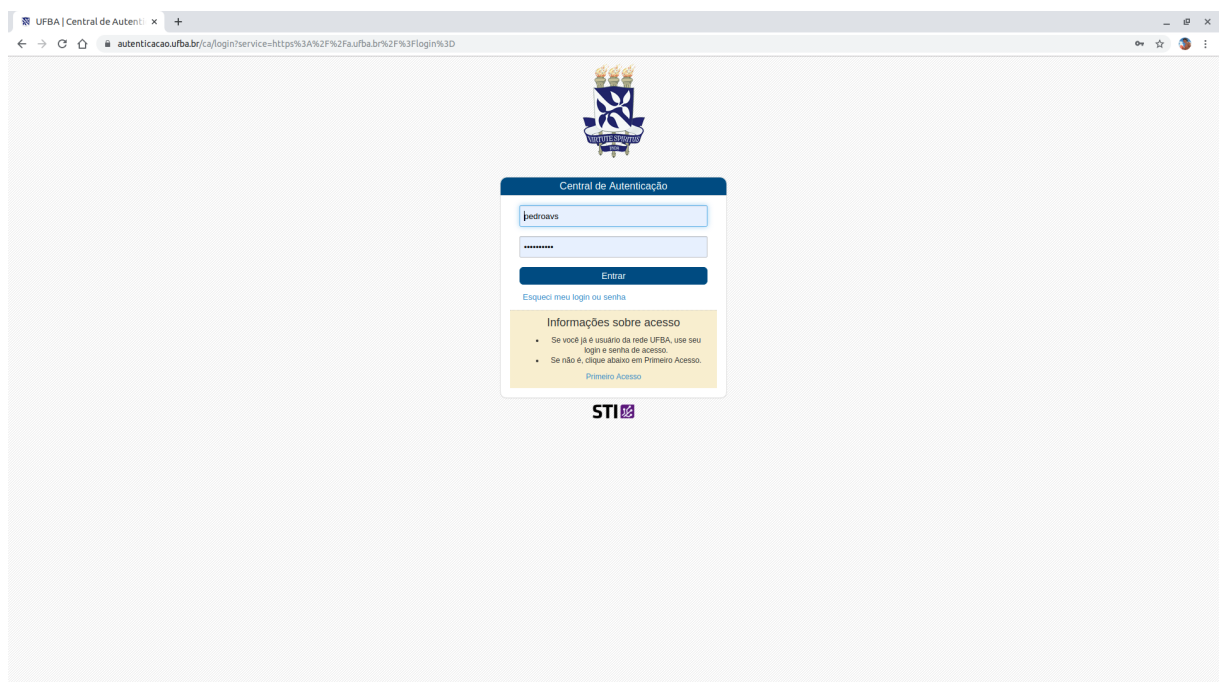 UFBA | Central de Autenti
autenticacao.ufba.br/ca/login?service=https%3A%2F%2Fa.ufba.br%2F%3Flogin%3D
VIRTUTE SPIRITUS
Central de Autenticação
pedroavs
••••••••••
Entrar
Esqueci meu login ou senha
Informações sobre acesso
• Se você já é usuário da rede UFBA, use seu
login e senha de acesso.
• Se não é, clique abaixo em Primeiro Acesso.
Primeiro Acesso
STI